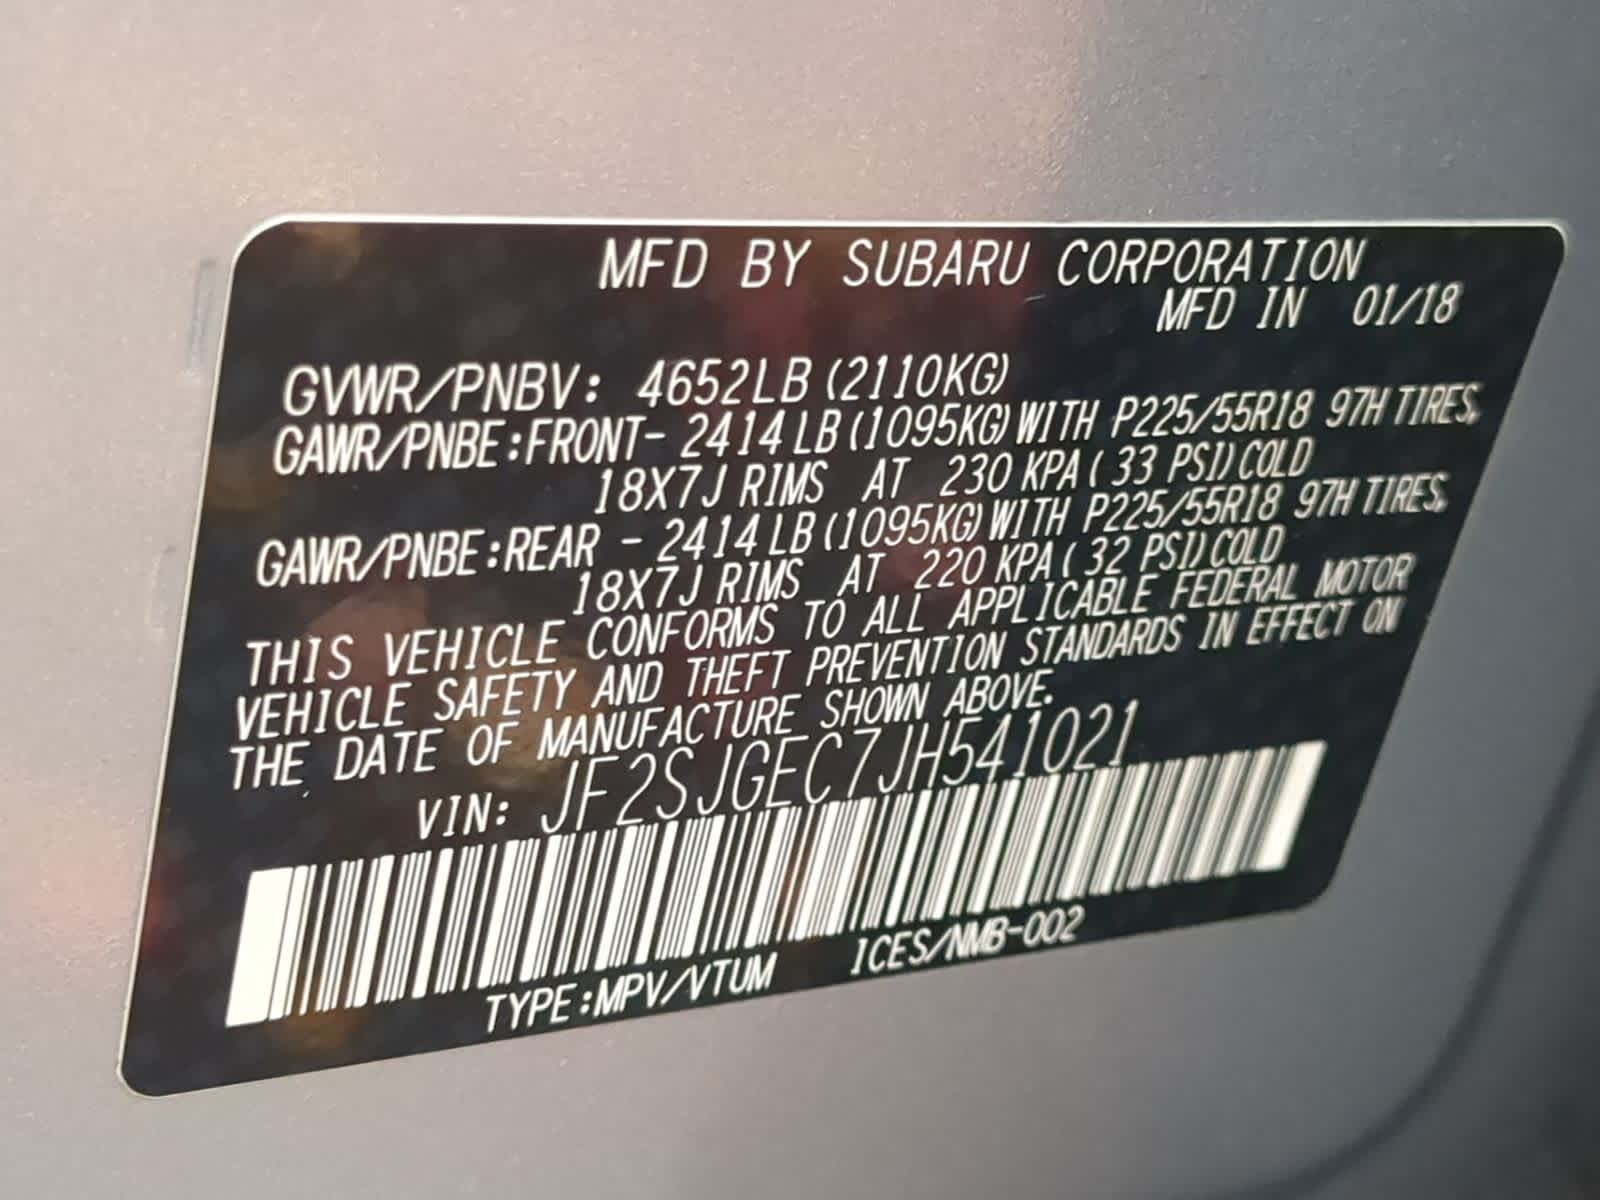 MFD BY SUBARU CORPORATION
MFD IN 01/18
GVWR/PNBV: 4652LB (2110KG)
GAWR/PNBE:FRONT- 2414 LB (1095KG) WITH P225/55R18 97H TIRES,
18X7J RIMS AT 230 KPA ( 33 PSI) COLD
GAWR/PNBE:REAR - 2414 LB (1095KG) WITH P225/55R18 97H TIRES,
18X7J RIMS AT 220 KPA ( 32 PSI) COLD
THIS VEHICLE CONFORMS TO ALL APPLICABLE FEDERAL MOTOR
VEHICLE SAFETY AND THEFT PREVENTION STANDARDS IN EFFECT ON
THE DATE OF MANUFACTURE SHOWN ABOVE.
VIN: JF2SJGEC7JH541021
TYPE:MPV/VTUM ICES/NMB-002